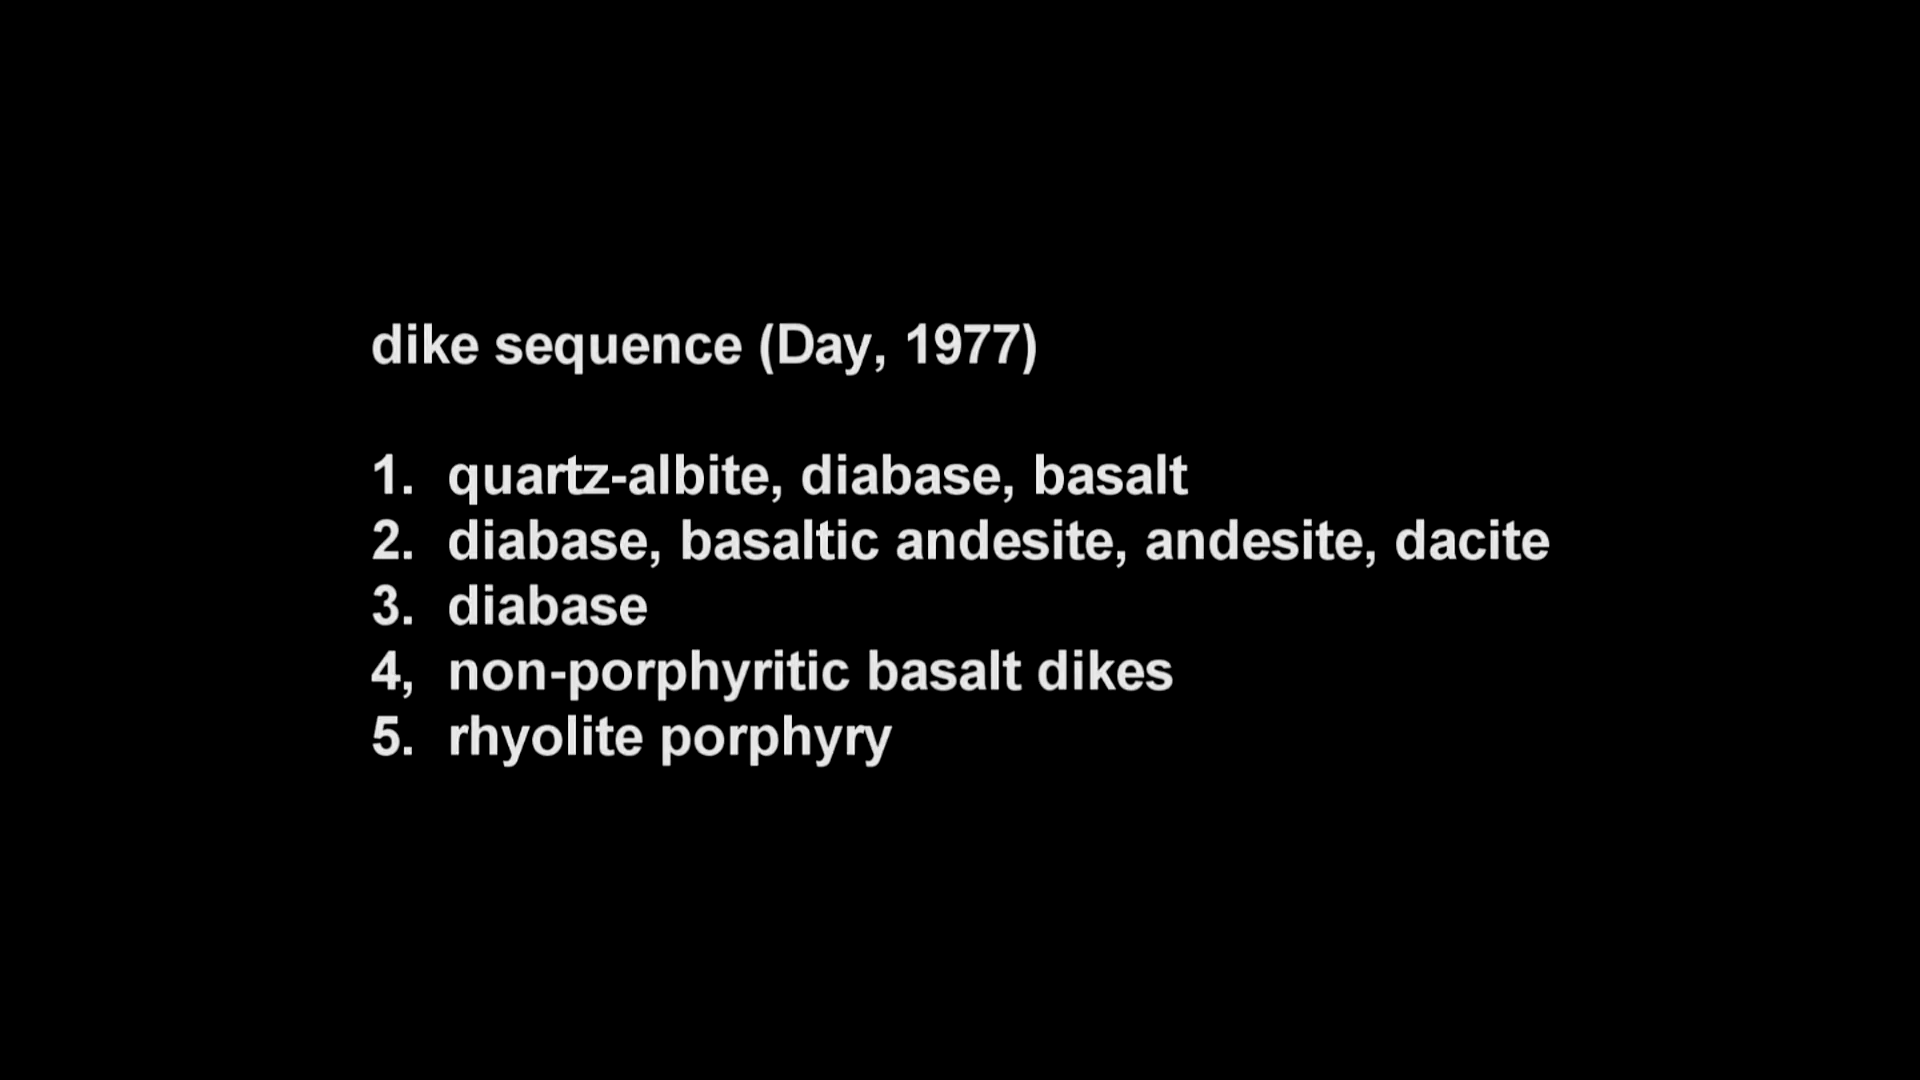 dike sequence (Day, 1977)
1. quartz-albite, diabase, basalt
2. diabase, basaltic andesite, andesite, dacite
3. diabase
4, non-porphyritic basalt dikes
5. rhyolite porphyry